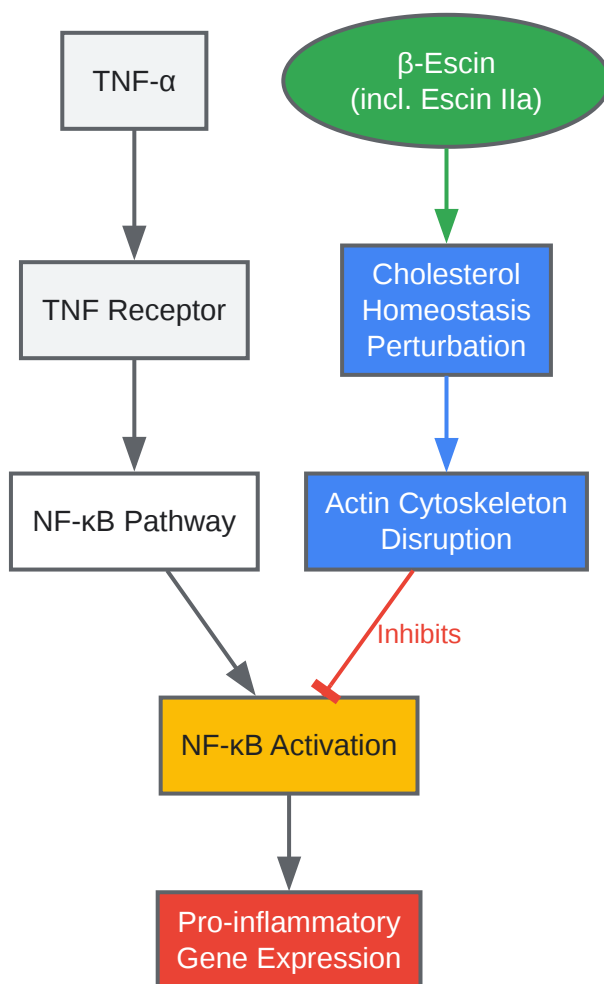 TNF-α
β-Escin
(incl. Escin IIa)
TNF Receptor
Cholesterol
Homeostasis
Perturbation
NF-κB Pathway
Actin Cytoskeleton
Disruption
Inhibits
NF-κB Activation
Pro-inflammatory
Gene Expression